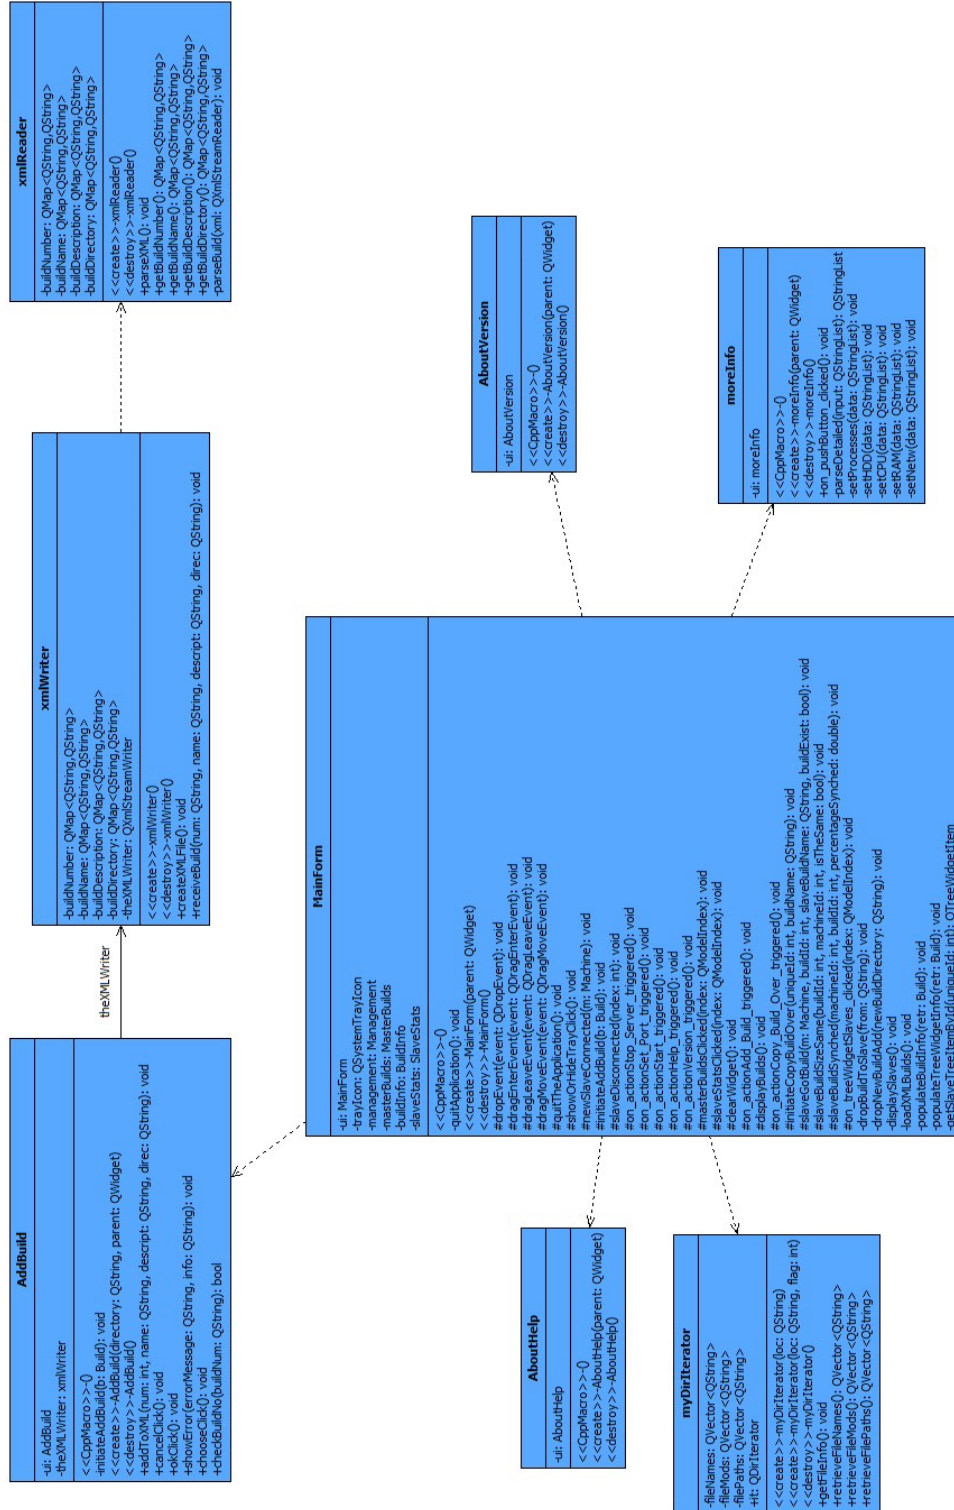 AddBuild
-ui: AddBuild
-theXMLWriter: xmlWriter
<<CppMacro>>-()
-initiateAddBuild(b: Build): void
<<create>>-AddBuild(directory: QString, parent: QWidget)
<<destroy>>-AddBuild()
+addToXML(num: int, name: QString, descript: QString, direc: QString): void
+cancelClick(): void
+okClick(): void
+showError(errorMessage: QString, info: QString): void
+chooseClick(): void
+checkBuildNo(buildNum: QString): bool
theXMLWriter
xmlWriter
-buildNumber: QMap<QString,QString>
-buildName: QMap<QString,QString>
-buildDescription: QMap<QString,QString>
-buildDirectory: QMap<QString,QString>
-theXMLWriter: QXmlStreamWriter
<<create>>-xmlWriter()
<<destroy>>-xmlWriter()
+createXMLFile(): void
+receiveBuild(num: QString, name: QString, descript: QString, direc: QString): void
xmlReader
-buildNumber: QMap<QString,QString>
-buildName: QMap<QString,QString>
-buildDescription: QMap<QString,QString>
-buildDirectory: QMap<QString,QString>
<<create>>-xmlReader()
<<destroy>>-xmlReader()
+parseXML(): void
+getBuildNumber(): QMap<QString,QString>
+getBuildName(): QMap<QString,QString>
+getBuildDescription(): QMap<QString,QString>
+getBuildDirectory(): QMap<QString,QString>
-parseBuild(xml: QXmlStreamReader): void
MainForm
-ui: MainForm
-trayIcon: QSystemTrayIcon
-management: Management
-masterBuilds: MasterBuilds
-buildInfo: BuildInfo
-slaveStats: SlaveStats
<<CppMacro>>-()
-quitApplication(): void
<<create>>-MainForm(parent: QWidget)
<<destroy>>-MainForm()
#dropEvent(event: QDropEvent): void
#dragEnterEvent(event: QDragEnterEvent): void
#dragLeaveEvent(event: QDragLeaveEvent): void
#dragMoveEvent(event: QDragMoveEvent): void
#quitTheApplication(): void
#showOrHideTrayClick(): void
#newSlaveConnected(m: Machine): void
#initiateAddBuild(b: Build): void
#slaveDisconnected(index: int): void
#on_actionStop_Server_triggered(): void
#on_actionSet_Port_triggered(): void
#on_actionStart_triggered(): void
#on_actionHelp_triggered(): void
#on_actionVersion_triggered(): void
#masterBuildsClicked(index: QModelIndex): void
#slaveStatsClicked(index: QModelIndex): void
#clearWidget(): void
#on_actionAdd_Build_triggered(): void
#displayBuilds(): void
#on_actionCopy_Build_Over_triggered(): void
#initiateCopyBuildOver(uniqueId: int, buildName: QString): void
#slaveGotBuild(m: Machine, buildId: int, slaveBuildName: QString, buildExist: bool): void
#slaveBuildSizeSame(buildId: int, machineId: int, isTheSame: bool): void
#slaveBuildSynched(machineId: int, buildId: int, percentageSynched: double): void
#on_treeWidgetSlaves_clicked(index: QModelIndex): void
-dropBuildToSlave(from: QString): void
-dropNewBuildAdd(newBuildDirectory: QString): void
-displaySlaves(): void
-loadXMLBuilds(): void
-populateBuildInfo(retr: Build): void
-populateTreeWidgetInfo(retr: Build): void
-getSlaveTreeItemById(uniqueId: int): QTreeWidgetItem
AboutVersion
-ui: AboutVersion
<<CppMacro>>-()
<<create>>-AboutVersion(parent: QWidget)
<<destroy>>-AboutVersion()
moreInfo
-ui: moreInfo
<<CppMacro>>-()
<<create>>-moreInfo(parent: QWidget)
<<destroy>>-moreInfo()
+on_pushButton_clicked(): void
-parseDetailed(input: QStringList): QStringList
-setProcesses(data: QStringList): void
-setHDD(data: QStringList): void
-setCPU(data: QStringList): void
-setRAM(data: QStringList): void
-setNetw(data: QStringList): void
AboutHelp
-ui: AboutHelp
<<CppMacro>>-()
<<create>>-AboutHelp(parent: QWidget)
<<destroy>>-AboutHelp()
myDirIterator
-fileNames: QVector<QString>
-fileMods: QVector<QString>
-filePaths: QVector<QString>
+it: QDirIterator
<<create>>-myDirIterator(loc: QString)
<<create>>-myDirIterator(loc: QString, flag: int)
<<destroy>>-myDirIterator()
+getFileInfo(): void
+retrieveFileNames(): QVector<QString>
+retrieveFileMods(): QVector<QString>
+retrieveFilePaths(): QVector<QString>